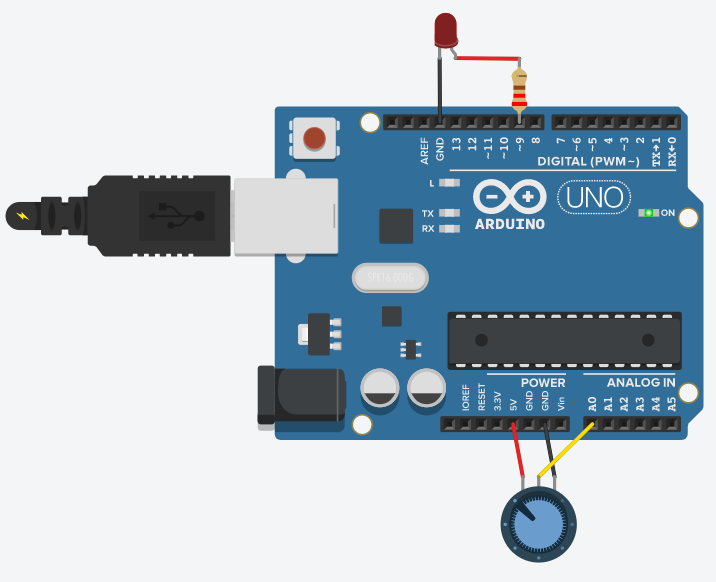 AREF
GND
13
12
~11
~10
~9
8
7
~6
~5
4
~3
2
TX→1
RX←0
DIGITAL (PWM~)
L
TX
RX
UNO
ARDUINO
ON
SPK16.000G
POWER
ANALOG IN
IOREF
RESET
3.3V
5V
GND
GND
Vin
A0
A1
A2
A3
A4
A5